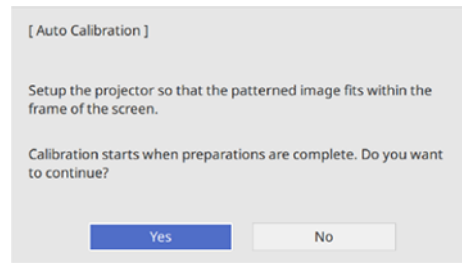 [ Auto Calibration ]
Setup the projector so that the patterned image fits within the
frame of the screen.
Calibration starts when preparations are complete. Do you want
to continue?
Yes
No